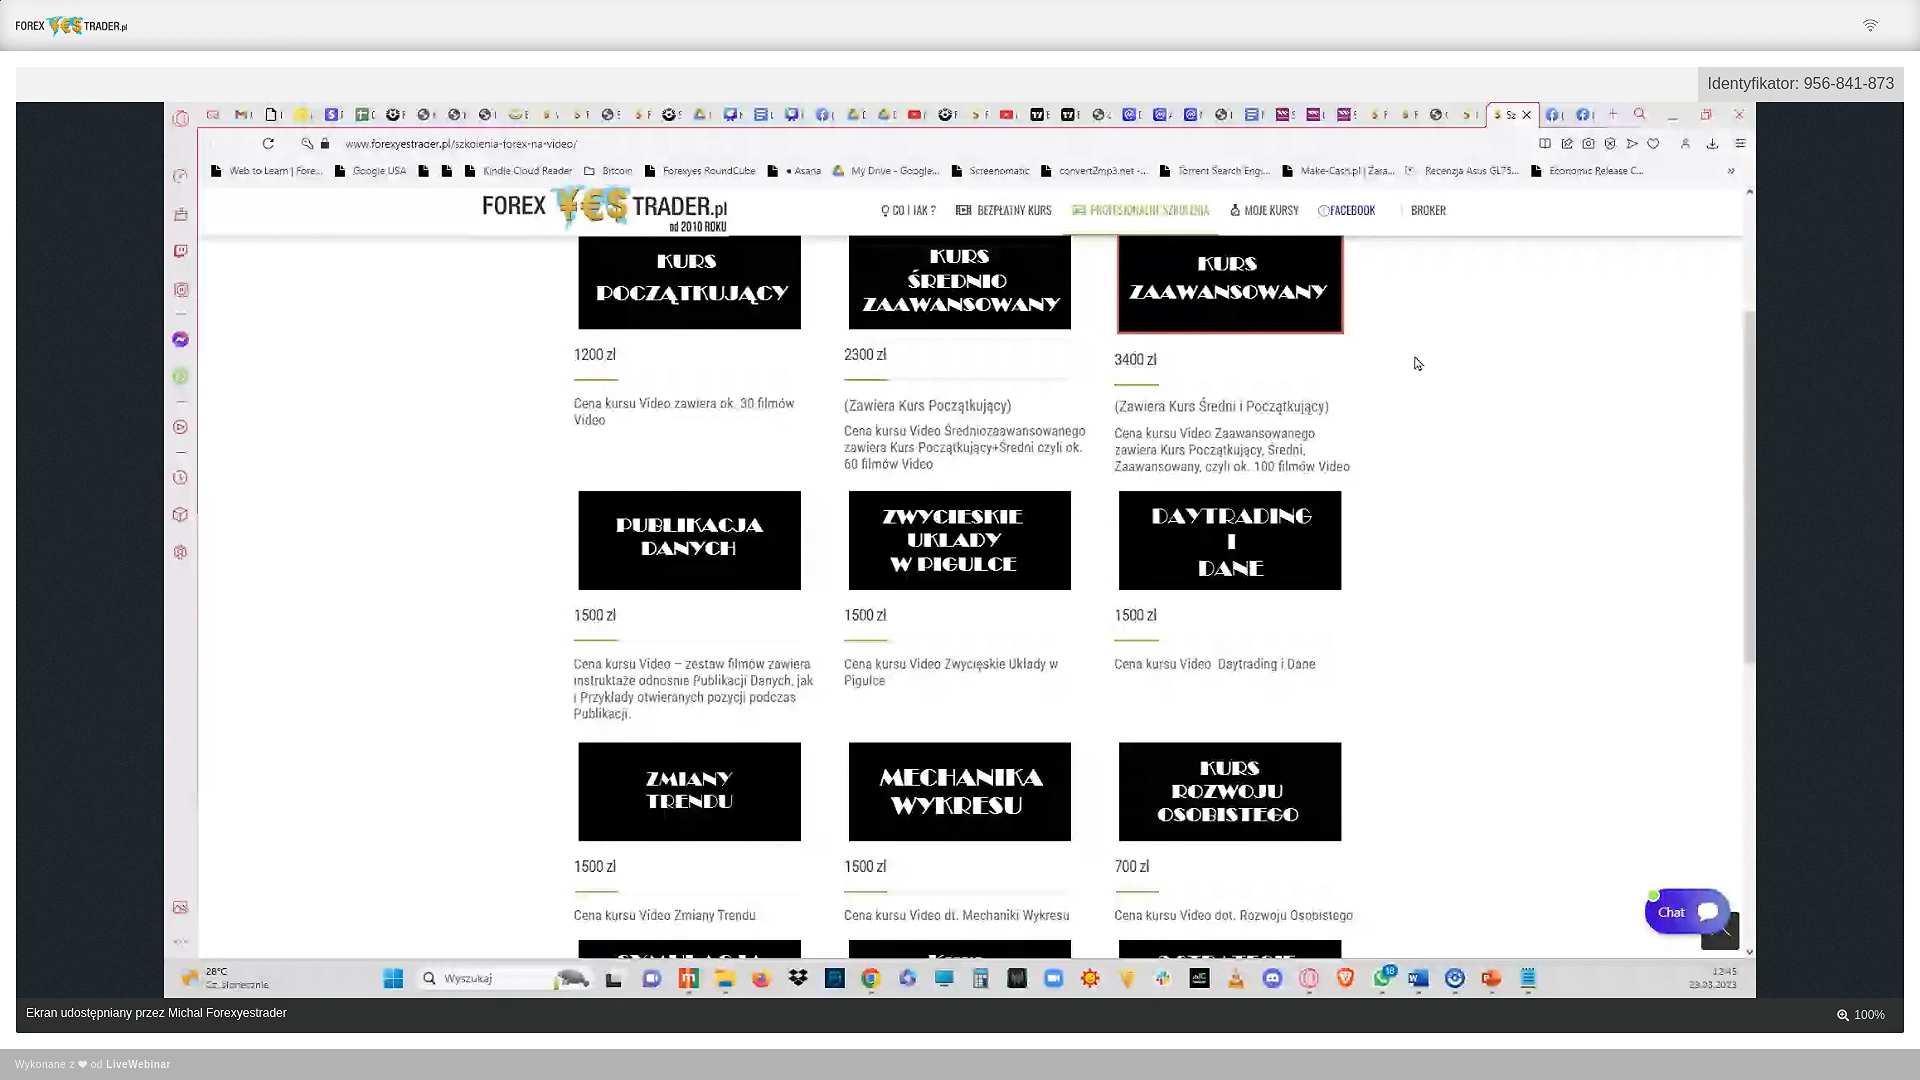 FOREX YES TRADER.pl
Identyfikator: 956-841-873
www.forexyestrader.pl/szkolenia-forex-na-video/
Web to Learn | Fore... Google USA Kindle Cloud Reader Bitcoin Forexyes RoundCube Asana My Drive - Google... Screenomatic convert2mp3.net -... Torrent Search Engi... Make-Cash.pl | Zara... Recenzja Asus GL75... Economic Release C...
FOREX ¥€$ TRADER.pl
od 2010 ROKU
CO I JAK ? BEZPŁATNY KURS PROFESJONALNE SZKOLENIA MOJE KURSY FACEBOOK BROKER
KURS
POCZĄTKUJĄCY
KURS
ŚREDNIO
ZAAWANSOWANY
KURS
ZAAWANSOWANY
1200 zł
2300 zł
3400 zł
Cena kursu Video zawiera ok. 30 filmów
Video
(Zawiera Kurs Początkujący)
Cena kursu Video Średniozaawansowanego
zawiera Kurs Początkujący+Średni czyli ok.
60 filmów Video
(Zawiera Kurs Średni i Początkujący)
Cena kursu Video Zaawansowanego
zawiera Kurs Początkujący, Średni,
Zaawansowany, czyli ok. 100 filmów Video
PUBLIKACJA
DANYCH
ZWYCIESKIE
UKLADY
W PIGULCE
DAYTRADING
I
DANE
1500 zł
1500 zł
1500 zł
Cena kursu Video – zestaw filmów zawiera
instruktaże odnośnie Publikacji Danych, jak
i Przykłady otwieranych pozycji podczas
Publikacji.
Cena kursu Video Zwycięskie Układy w
Pigułce
Cena kursu Video Daytrading i Dane
ZMIANY
TRENDU
MECHANIKA
WYKRESU
KURS
ROZWOJU
OSOBISTEGO
1500 zł
1500 zł
700 zł
Cena kursu Video Zmiany Trendu
Cena kursu Video dt. Mechaniki Wykresu
Cena kursu Video dot. Rozwoju Osobistego
Chat
28°C
Cz. słonecznie
Wyszukaj
18
12:45
23.03.2023
Ekran udostępniany przez Michal Forexyestrader
100%
Wykonane z ❤ od LiveWebinar